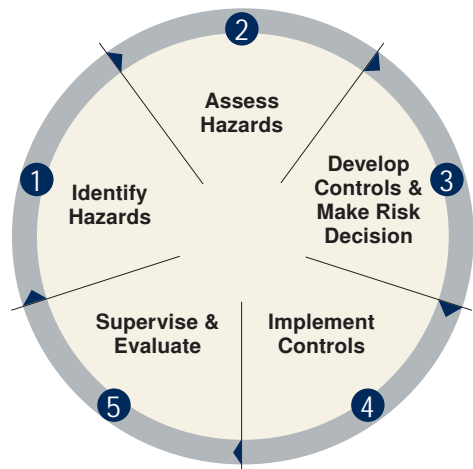 1
Identify
Hazards
2
Assess
Hazards
3
Develop
Controls &
Make Risk
Decision
4
Implement
Controls
5
Supervise &
Evaluate